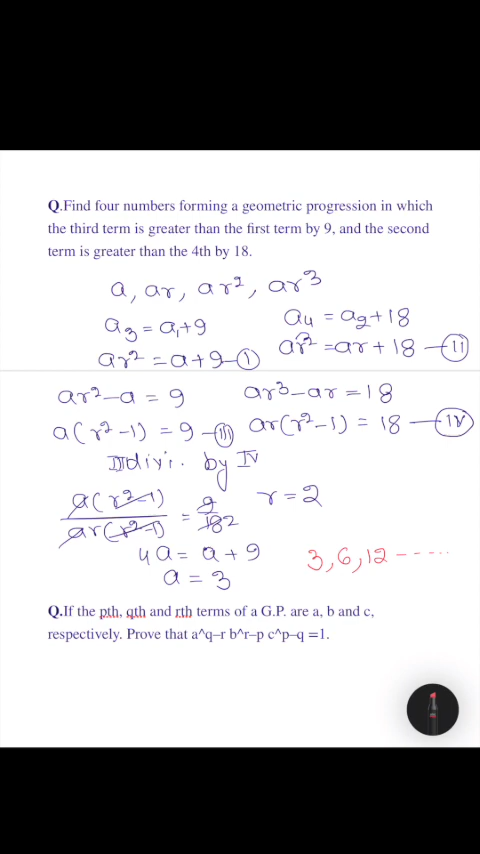 Q.Find four numbers forming a geometric progression in which
the third term is greater than the first term by 9, and the second
term is greater than the 4th by 18.
a, ar, ar², ar³
a₃ = a₁+9    a₄ = a₂+18
ar² = a+9 —(I)    ar³ = ar + 18 —(II)
ar²–a = 9    ar³–ar = 18
a(r²–1) = 9 —(III)    ar(r²–1) = 18 —(IV)
III divi. by IV
a(r²–1)/ar(r²–1) = 9/18 2    r = 2
4a = a+9    3, 6, 12 - - - - -
a = 3
Q.If the pth, qth and rth terms of a G.P. are a, b and c,
respectively. Prove that a^q–r b^r–p c^p–q =1.